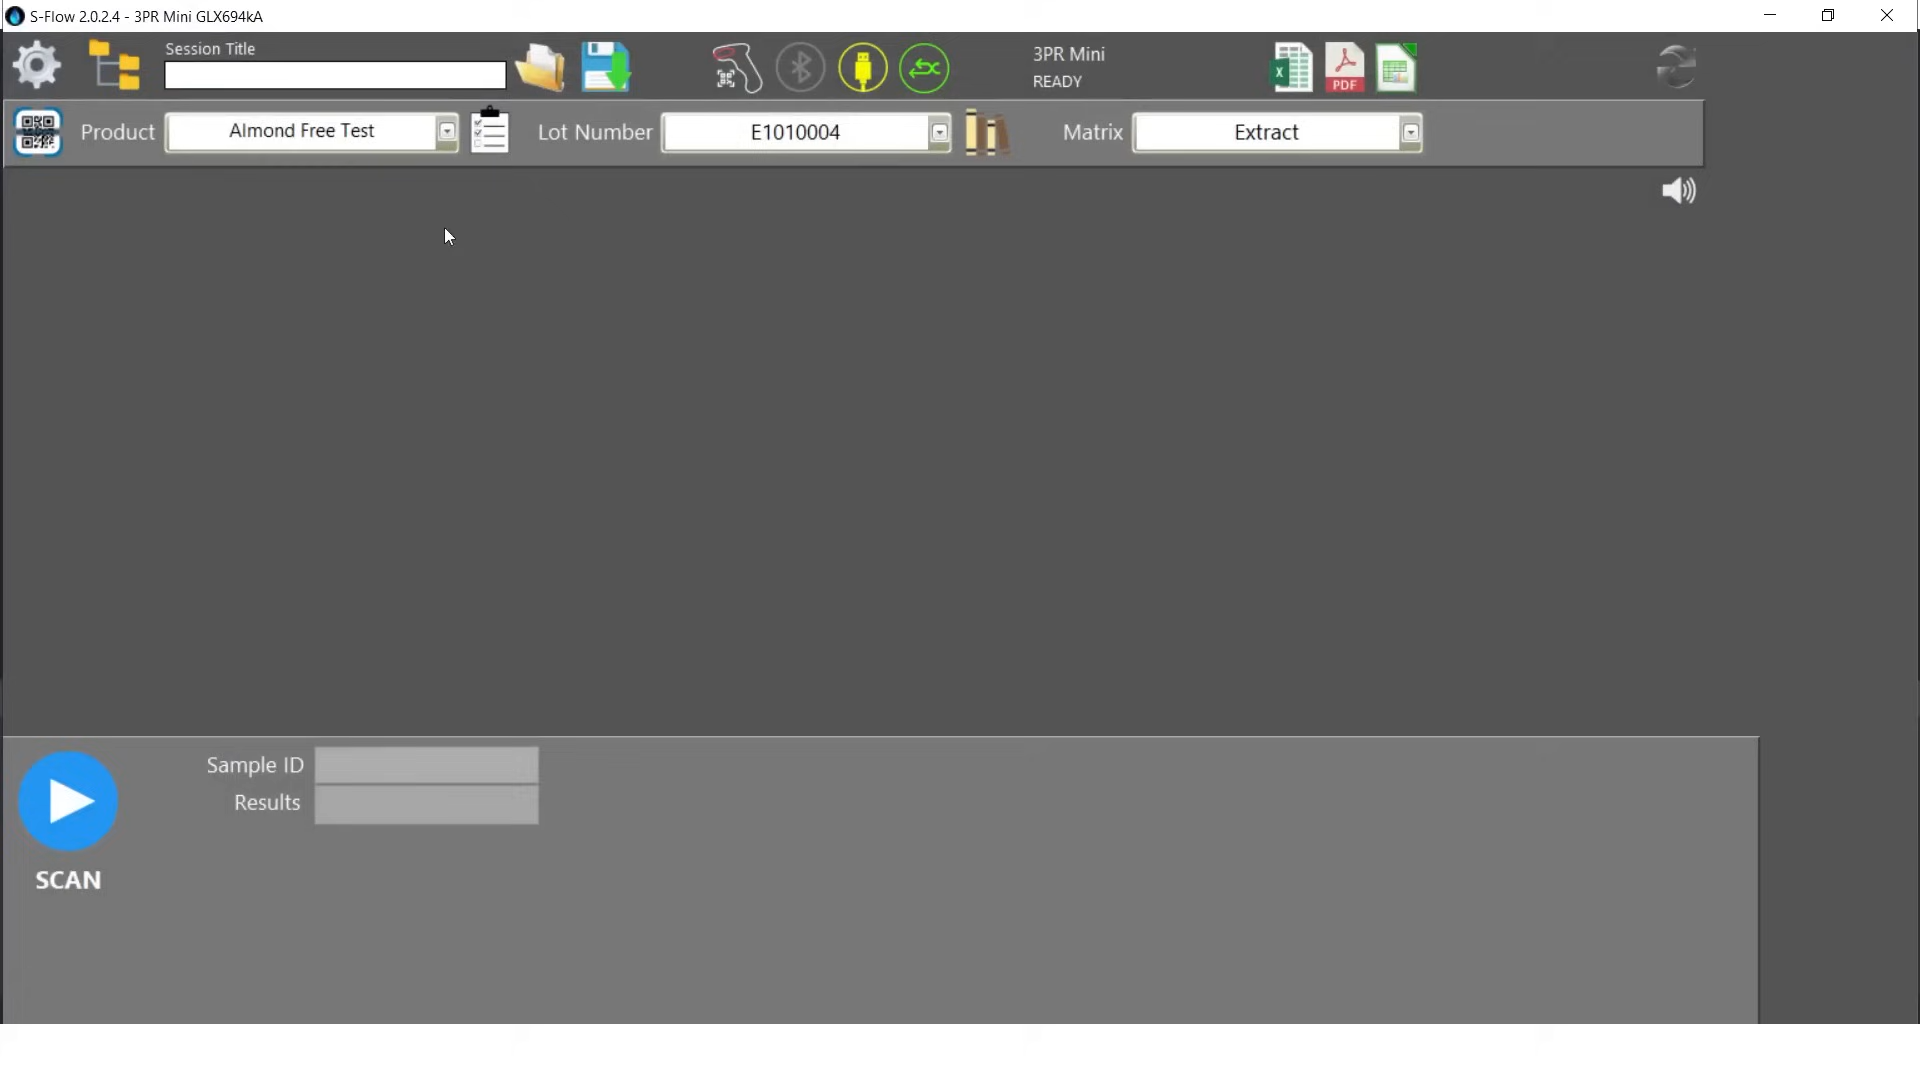 S-Flow 2.0.2.4 - 3PR Mini GLX694kA
Session Title
3PR Mini
READY
X
PDF
Product
Almond Free Test
Lot Number
E1010004
Matrix
Extract
Sample ID
Results
SCAN